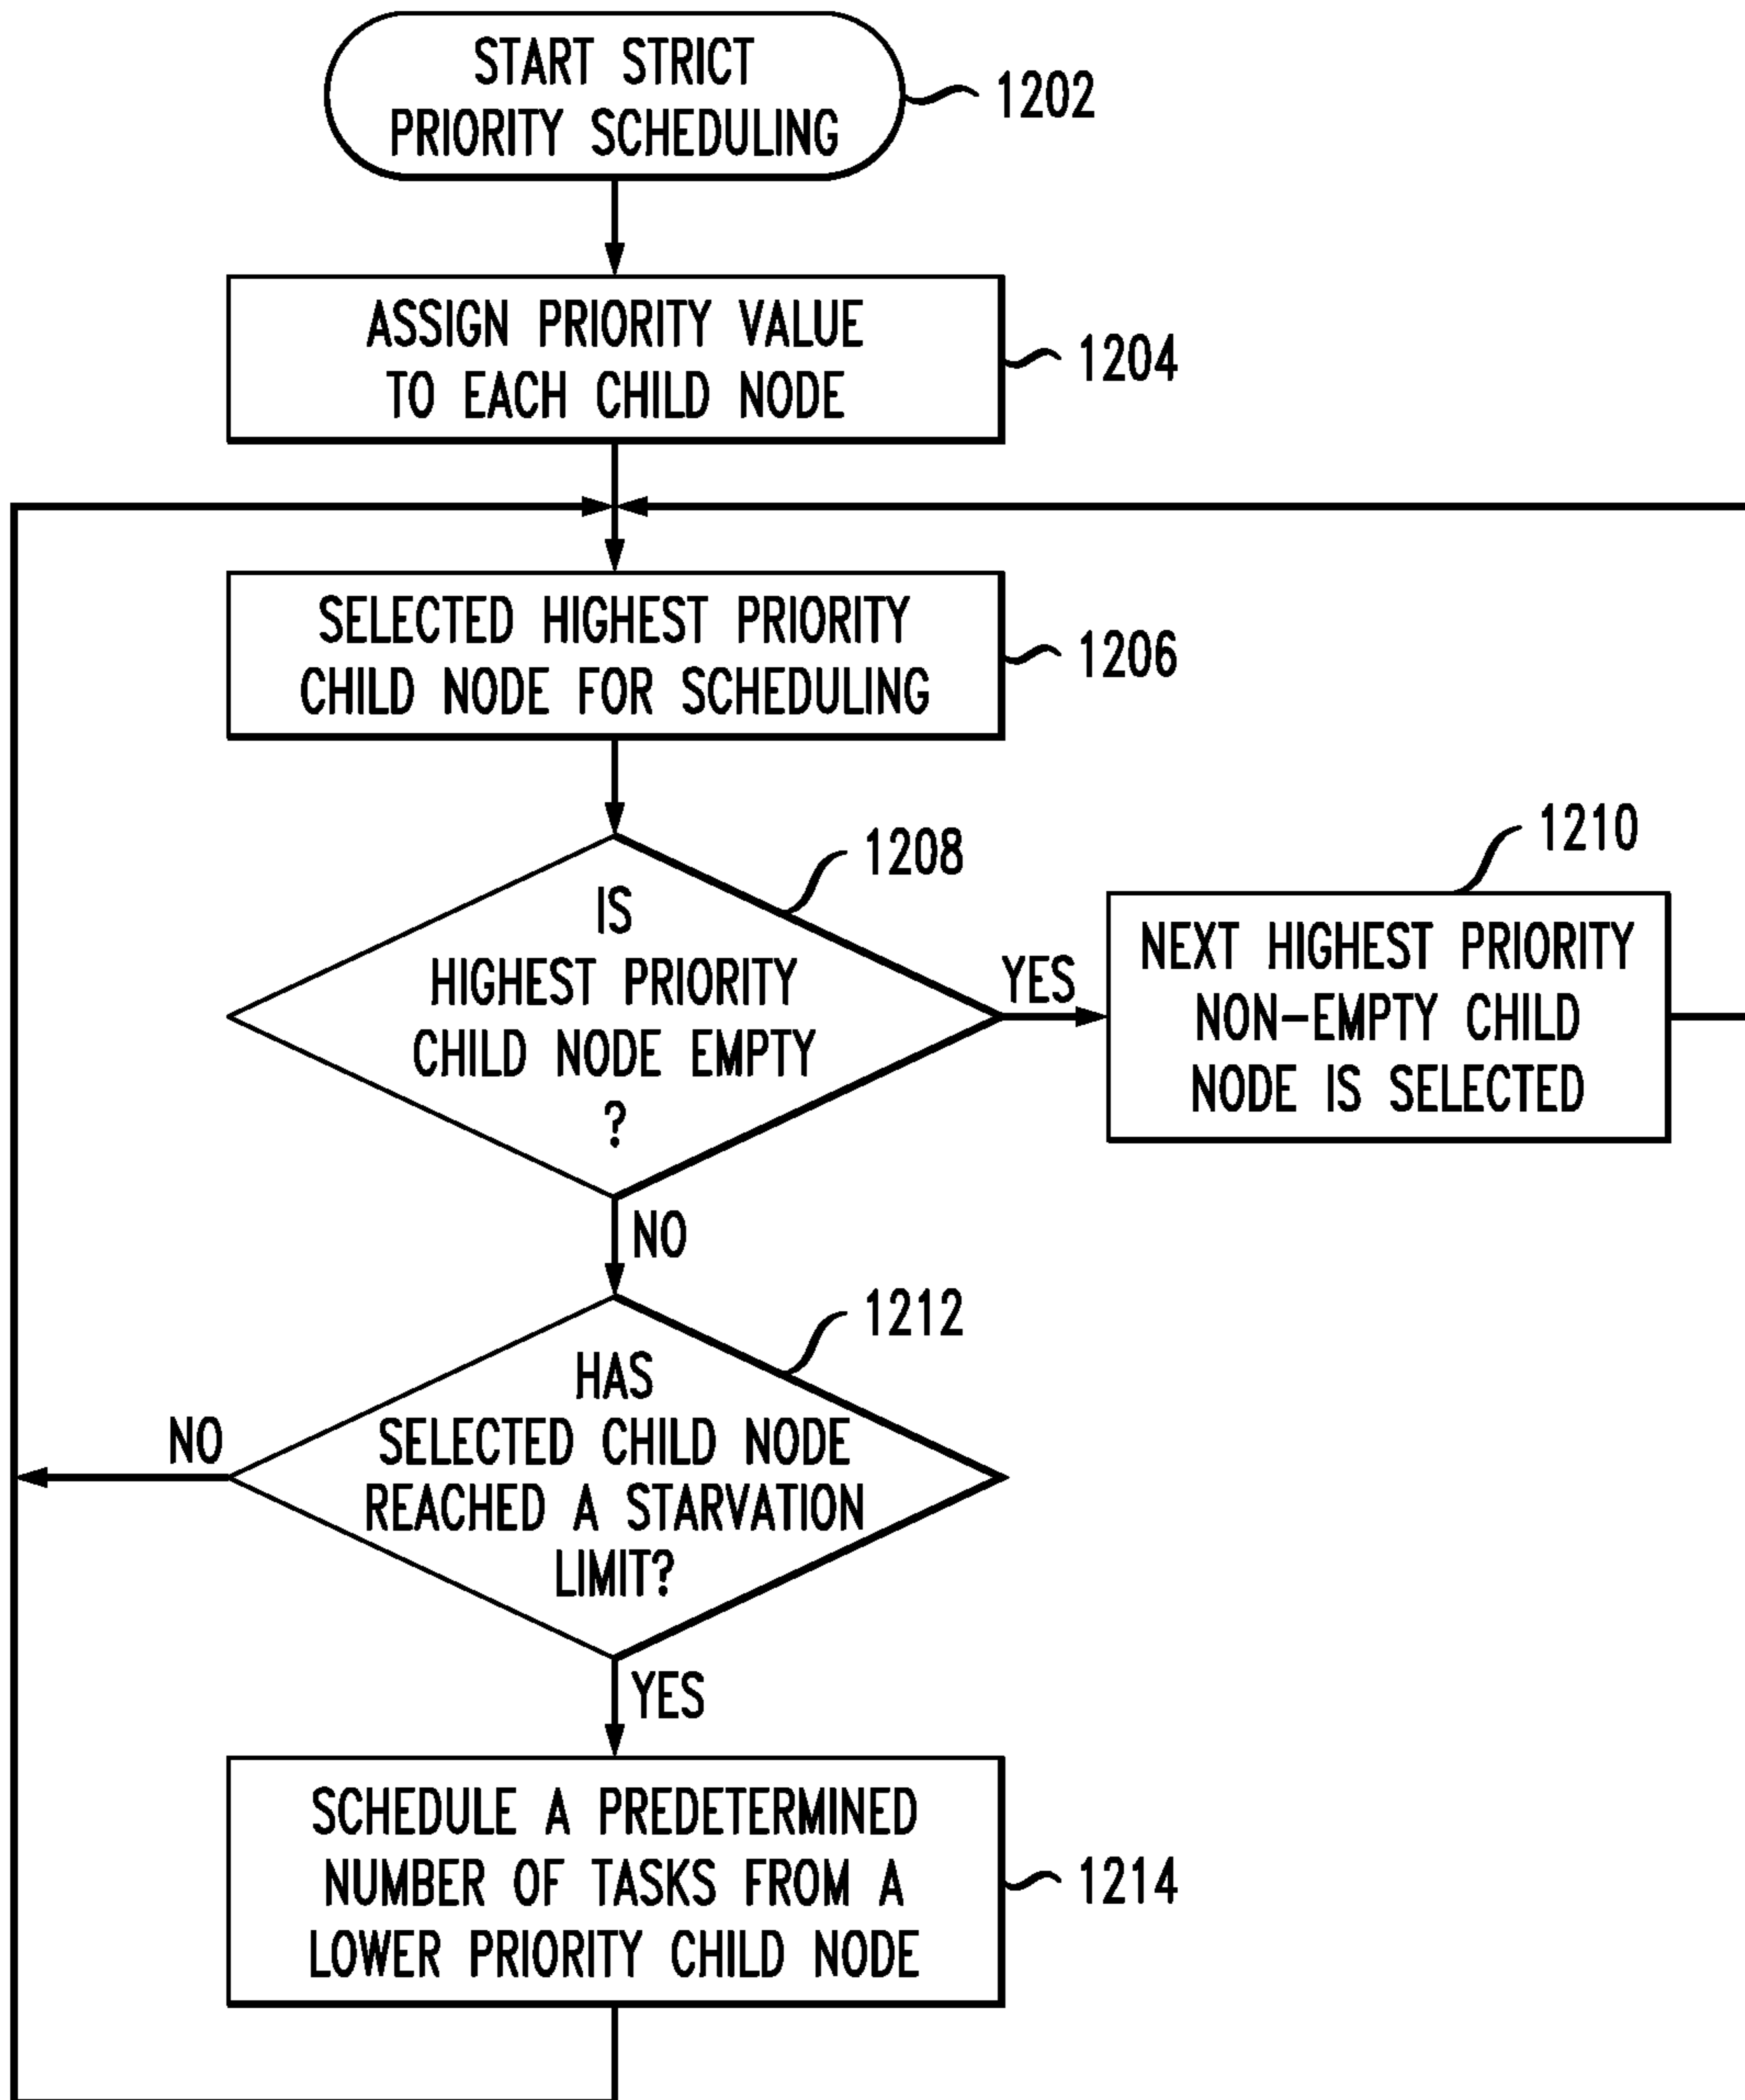 START STRICT
PRIORITY SCHEDULING
1202
ASSIGN PRIORITY VALUE
TO EACH CHILD NODE
1204
SELECTED HIGHEST PRIORITY
CHILD NODE FOR SCHEDULING
1206
1208
IS
HIGHEST PRIORITY
CHILD NODE EMPTY
?
YES
1210
NEXT HIGHEST PRIORITY
NON-EMPTY CHILD
NODE IS SELECTED
NO
1212
HAS
SELECTED CHILD NODE
REACHED A STARVATION
LIMIT?
NO
YES
SCHEDULE A PREDETERMINED
NUMBER OF TASKS FROM A
LOWER PRIORITY CHILD NODE
1214